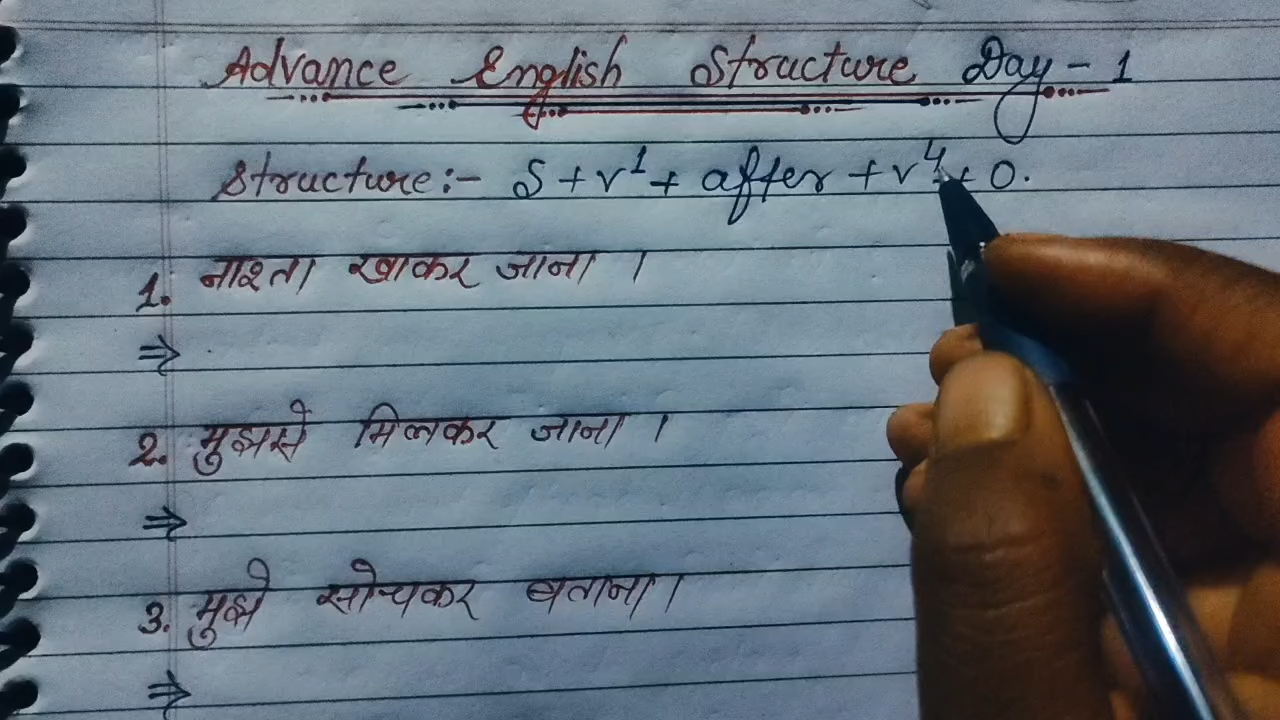 Advance English Structure Day-1
Structure:- S + v¹ + after + v⁴ + O.
1. नाश्ता खाकर जाना ।
⇒
2. मुझसे मिलकर जाना ।
⇒
3. मुझे सोचकर बताना ।
⇒